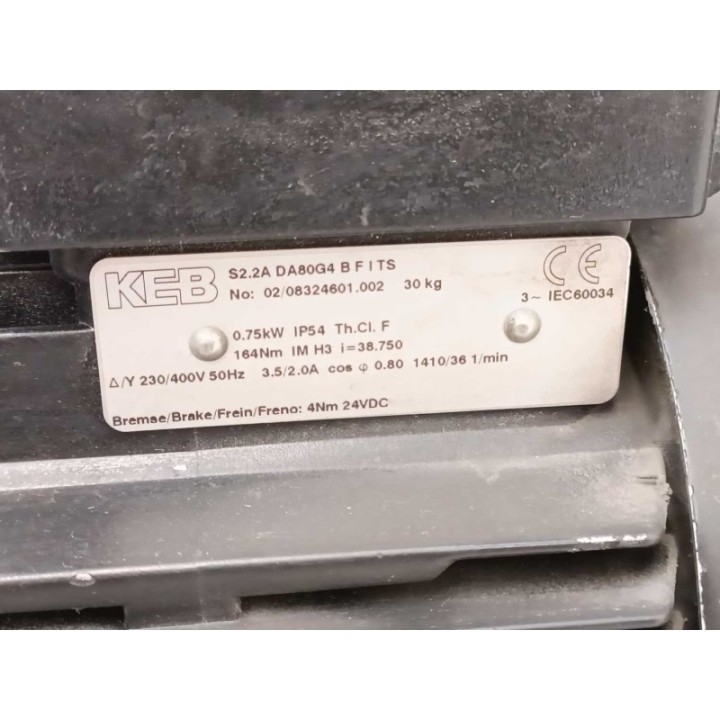 KEB S2.2A DA80G4 B F I TS
No: 02/08324601.002 30 kg
CE
3~ IEC60034
0.75kW IP54 Th.Cl. F
164Nm IM H3 i=38.750
Δ/Y 230/400V 50Hz 3.5/2.0A cos φ 0.80 1410/36 1/min
Bremse/Brake/Frein/Freno: 4Nm 24VDC